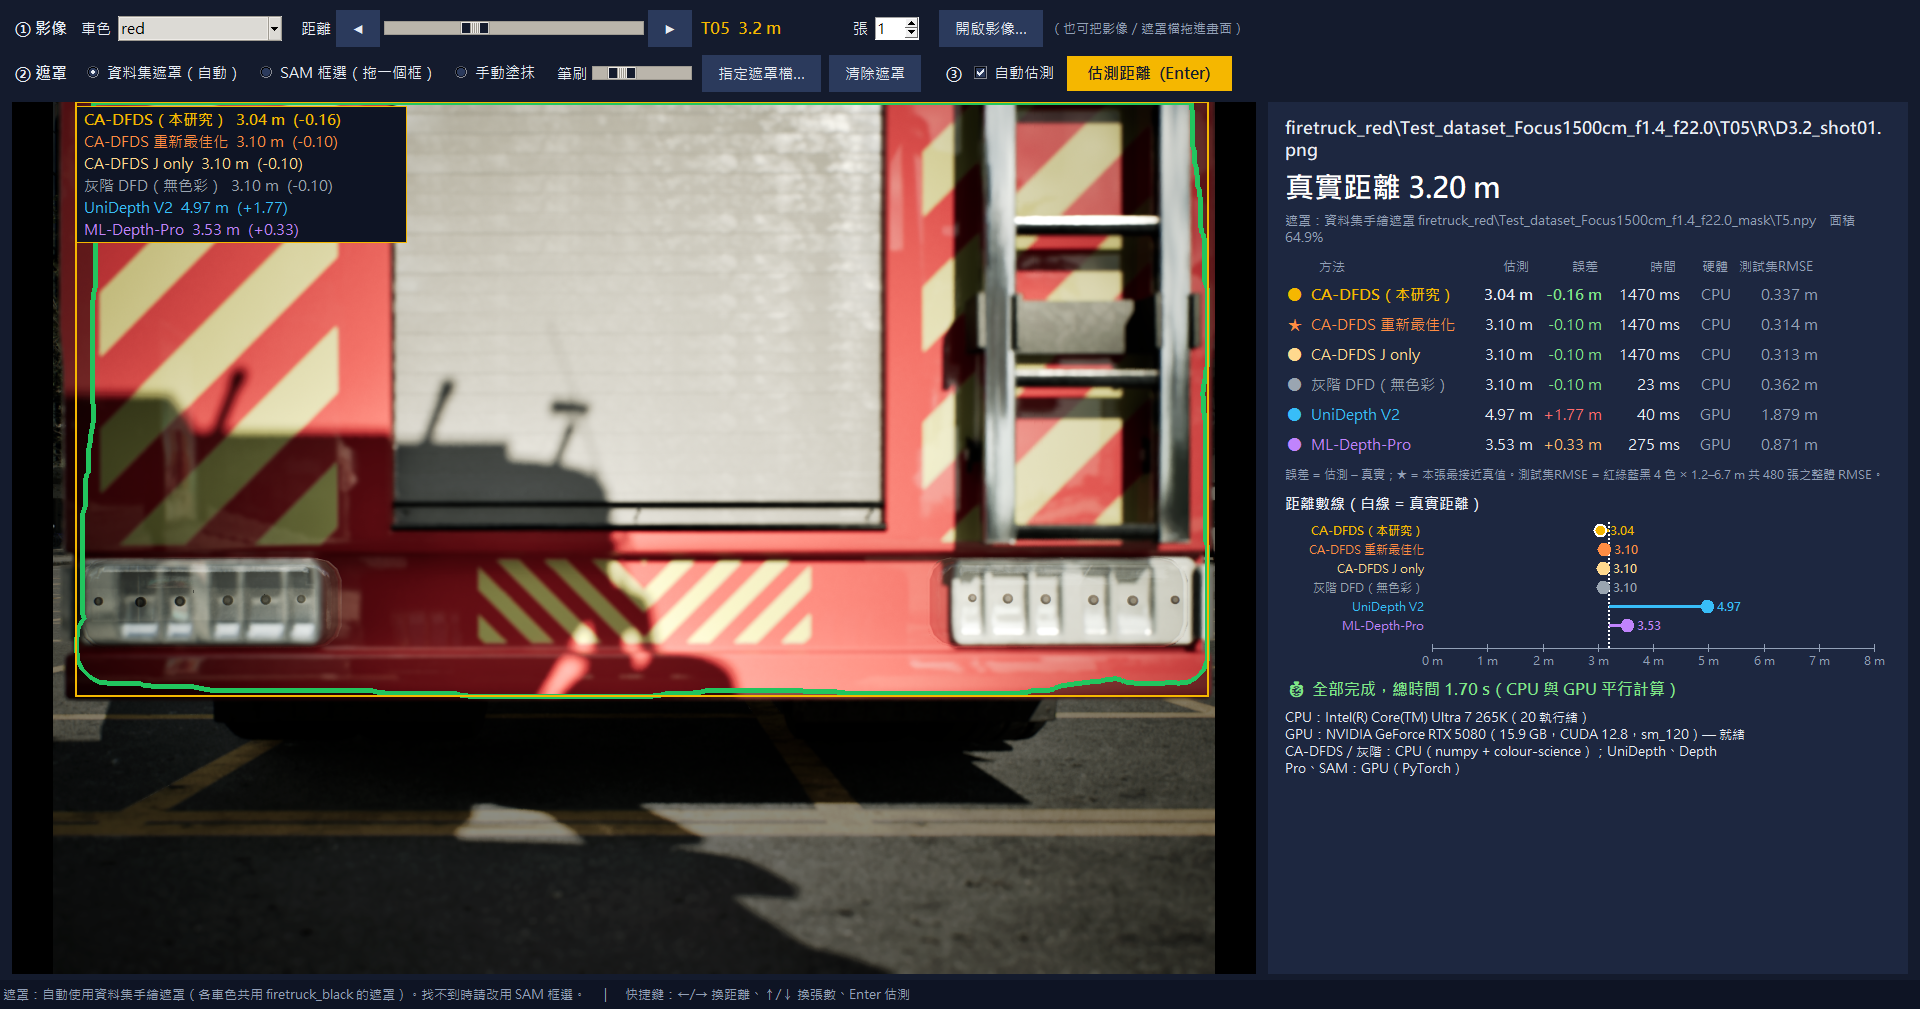 ① 影像 車色 red 距離 ◄ ► T05 3.2 m 張 1 開啟影像... ( 也可把影像 / 遮罩檔拖進畫面 )
② 遮罩 資料集遮罩 ( 自動 ) SAM 框選 ( 拖一個框 ) 手動塗抹 筆刷 指定遮罩檔... 清除遮罩 ③ 自動估測 估測距離 (Enter)
CA-DFDS ( 本研究 ) 3.04 m (-0.16)
CA-DFDS 重新最佳化 3.10 m (-0.10)
CA-DFDS J only 3.10 m (-0.10)
灰階 DFD ( 無色彩 ) 3.10 m (-0.10)
UniDepth V2 4.97 m (+1.77)
ML-Depth-Pro 3.53 m (+0.33)
firetruck_red\Test_dataset_Focus1500cm_f1.4_f22.0\T05\R\D3.2_shot01.
png
真實距離 3.20 m
遮罩：資料集手繪遮罩 firetruck_red\Test_dataset_Focus1500cm_f1.4_f22.0_mask\T5.npy 面積
64.9%
方法 估測 誤差 時間 硬體 測試集RMSE
CA-DFDS ( 本研究 ) 3.04 m -0.16 m 1470 ms CPU 0.337 m
★ CA-DFDS 重新最佳化 3.10 m -0.10 m 1470 ms CPU 0.314 m
CA-DFDS J only 3.10 m -0.10 m 1470 ms CPU 0.313 m
灰階 DFD ( 無色彩 ) 3.10 m -0.10 m 23 ms CPU 0.362 m
UniDepth V2 4.97 m +1.77 m 40 ms GPU 1.879 m
ML-Depth-Pro 3.53 m +0.33 m 275 ms GPU 0.871 m
誤差 = 估測 – 真實；★ = 本張最接近真值。測試集RMSE = 紅綠藍黑 4 色 × 1.2–6.7 m 共 480 張之整體 RMSE。
距離數線 ( 白線 = 真實距離 )
CA-DFDS ( 本研究 ) 3.04
CA-DFDS 重新最佳化 3.10
CA-DFDS J only 3.10
灰階 DFD ( 無色彩 ) 3.10
UniDepth V2 4.97
ML-Depth-Pro 3.53
0 m 1 m 2 m 3 m 4 m 5 m 6 m 7 m 8 m
全部完成，總時間 1.70 s ( CPU 與 GPU 平行計算 )
CPU：Intel(R) Core(TM) Ultra 7 265K ( 20 執行緒 )
GPU：NVIDIA GeForce RTX 5080 ( 15.9 GB，CUDA 12.8，sm_120 ) — 就緒
CA-DFDS / 灰階：CPU ( numpy + colour-science ) ；UniDepth、Depth
Pro、SAM：GPU ( PyTorch )
遮罩：自動使用資料集手繪遮罩 ( 各車色共用 firetruck_black 的遮罩 ) 。找不到時請改用 SAM 框選。 | 快捷鍵：←/→ 換距離、↑/↓ 換張數、Enter 估測